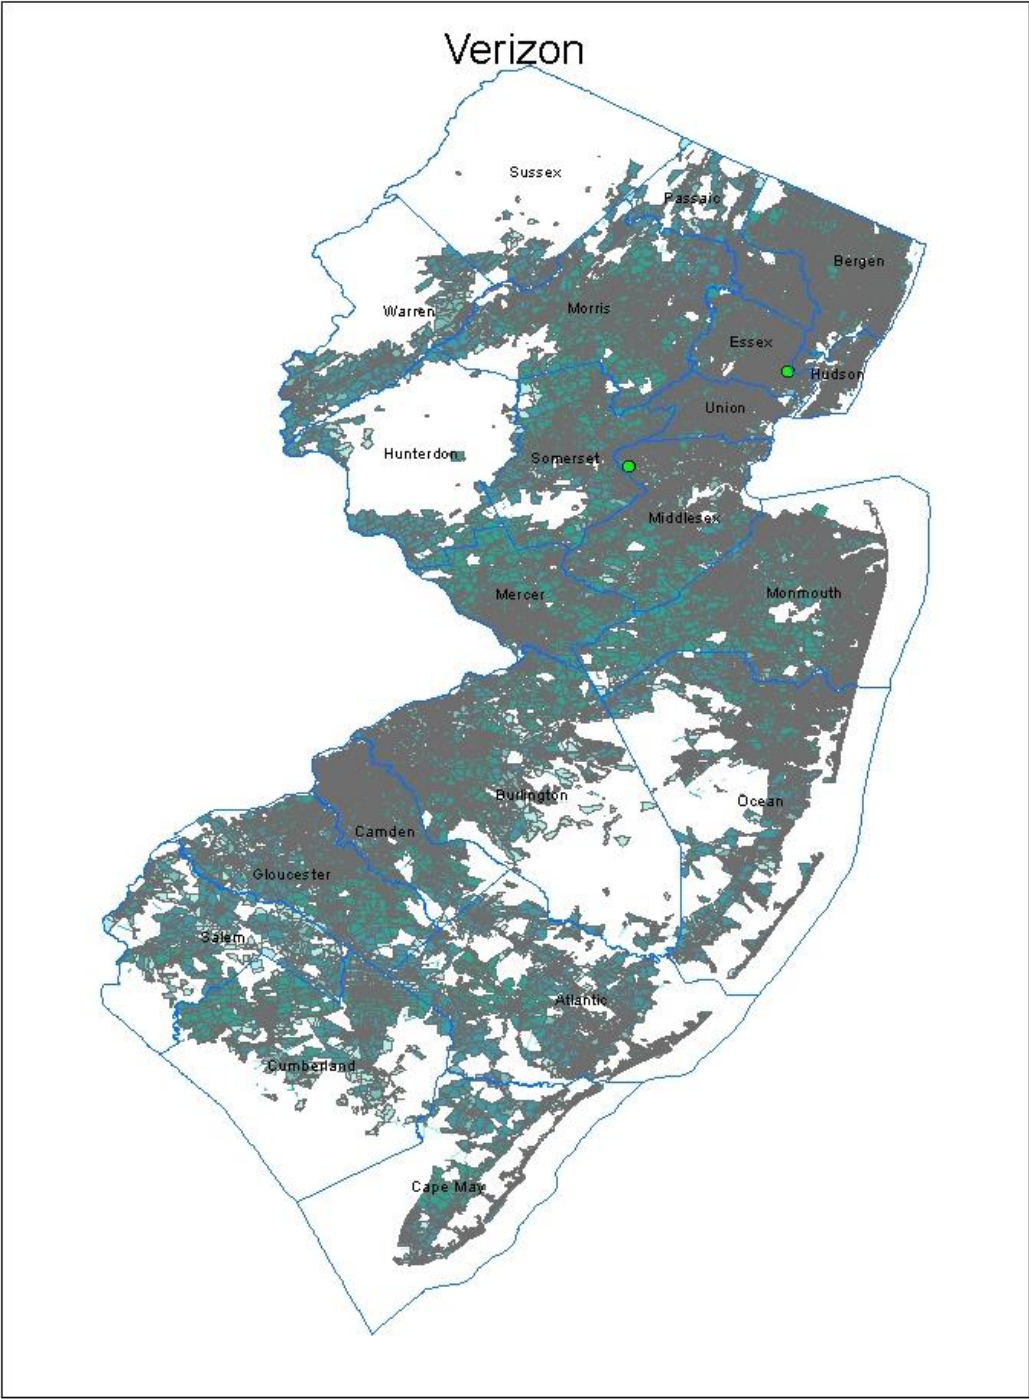 Verizon
Sussex
Passaic
Bergen
Warren
Morris
Essex
Hudson
Union
Hunterdon
Somerset
Middlesex
Mercer
Monmouth
Burlington
Ocean
Camden
Gloucester
Salem
Atlantic
Cumberland
Cape May